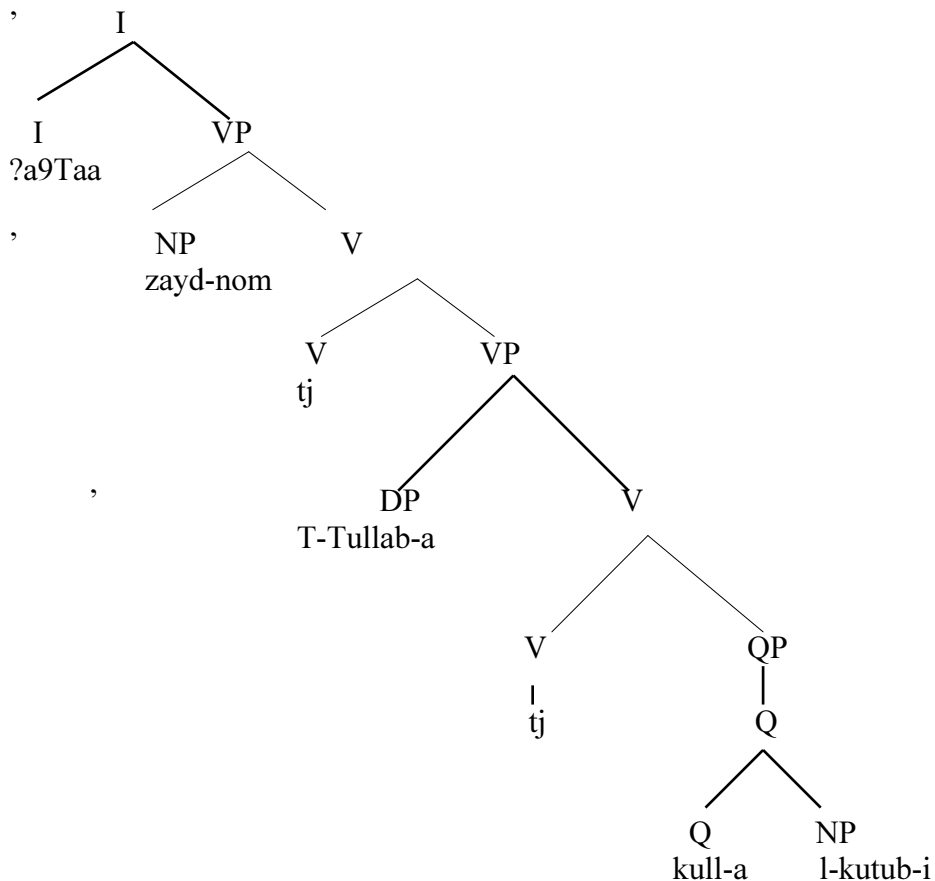 ’ I
I VP
?a9Taa
’ NP V
zayd-nom
V VP
tj
’ DP V
T-Tullab-a
V QP
tj Q
Q NP
kull-a l-kutub-i